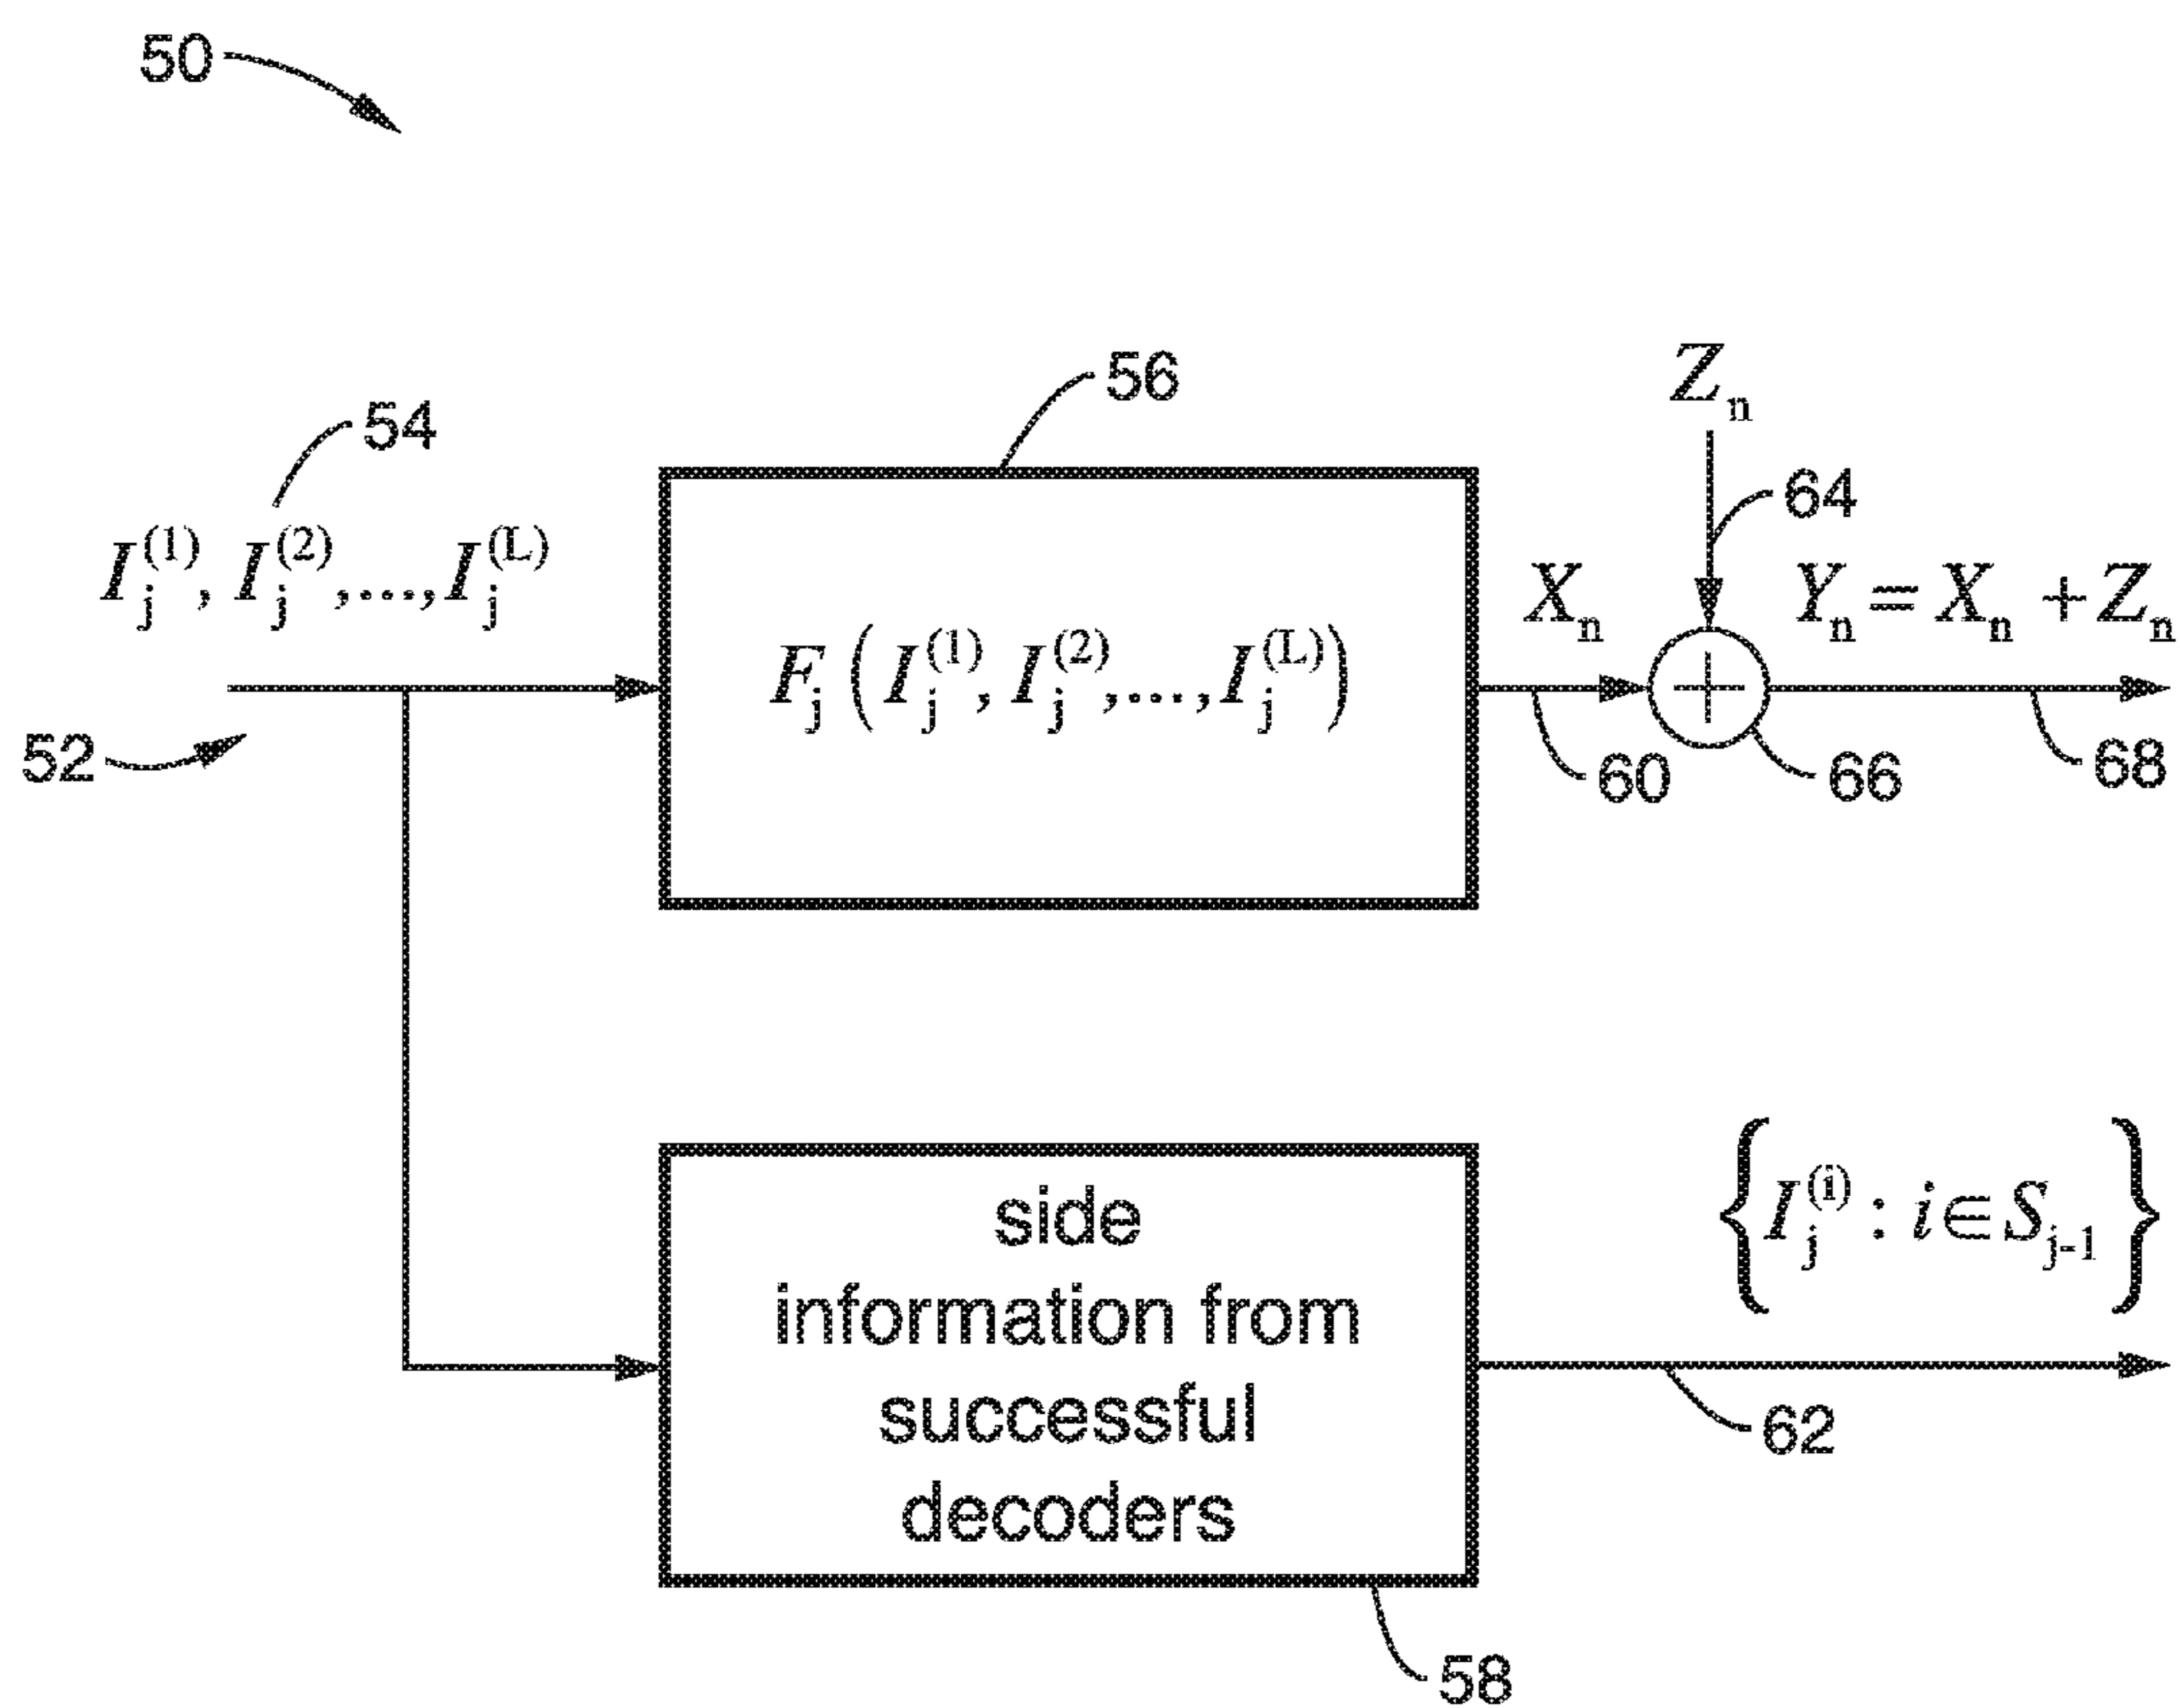 50
56
Z_n
54
64
I_j^(1), I_j^(2),...,I_j^(L)
X_n
Y_n = X_n + Z_n
F_j(I_j^(1), I_j^(2),...,I_j^(L))
52
60
66
68
side
information from
successful
decoders
{I_j^(i) : i∈S_j-1}
62
58